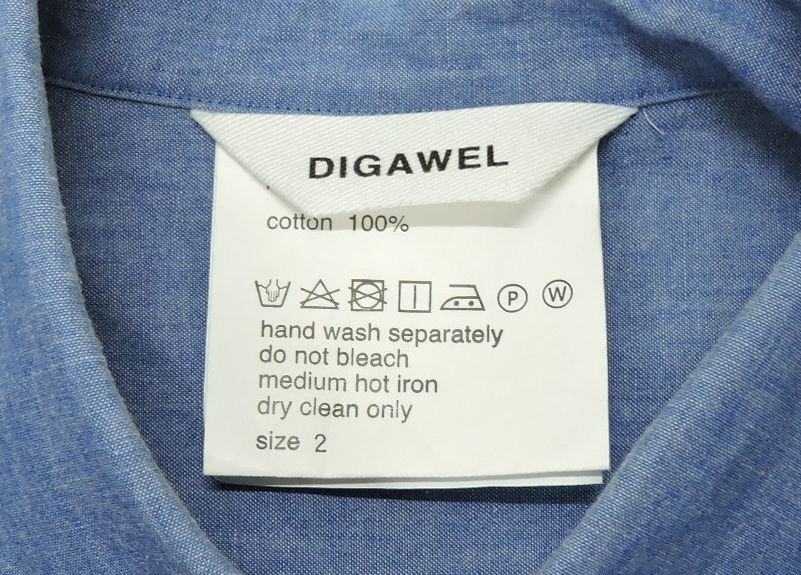 DIGAWEL
cotton 100%
P W
hand wash separately
do not bleach
medium hot iron
dry clean only
size 2